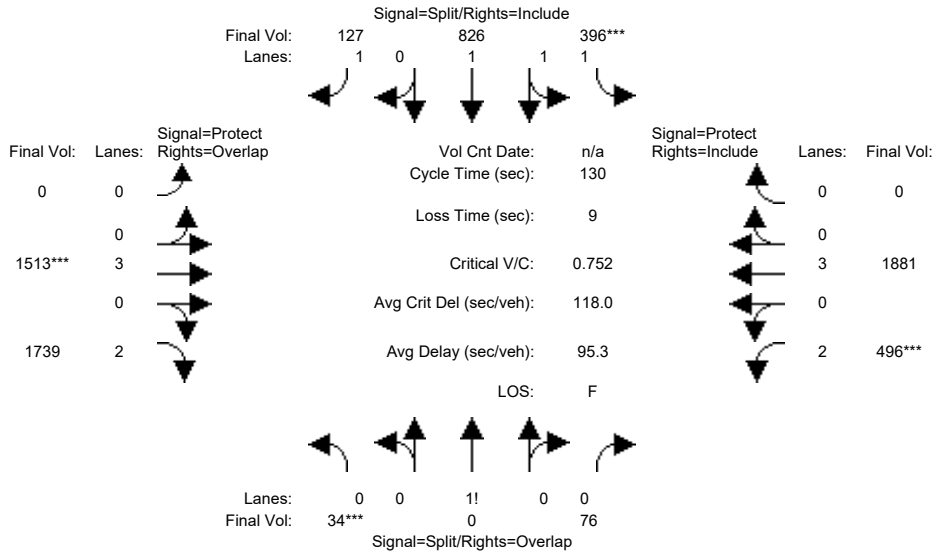 Signal=Split/Rights=Include
Final Vol: 127 826 396***
Lanes: 1 0 1 1 1
Signal=Protect Signal=Protect
Final Vol: Lanes: Rights=Overlap Vol Cnt Date: n/a Rights=Include Lanes: Final Vol:
0 0 Cycle Time (sec): 130 0 0
0 Loss Time (sec): 9 0
1513*** 3 Critical V/C: 0.752 3 1881
0 Avg Crit Del (sec/veh): 118.0 0
1739 2 Avg Delay (sec/veh): 95.3 2 496***
LOS: F
Lanes: 0 0 1! 0 0
Final Vol: 34*** 0 76
Signal=Split/Rights=Overlap